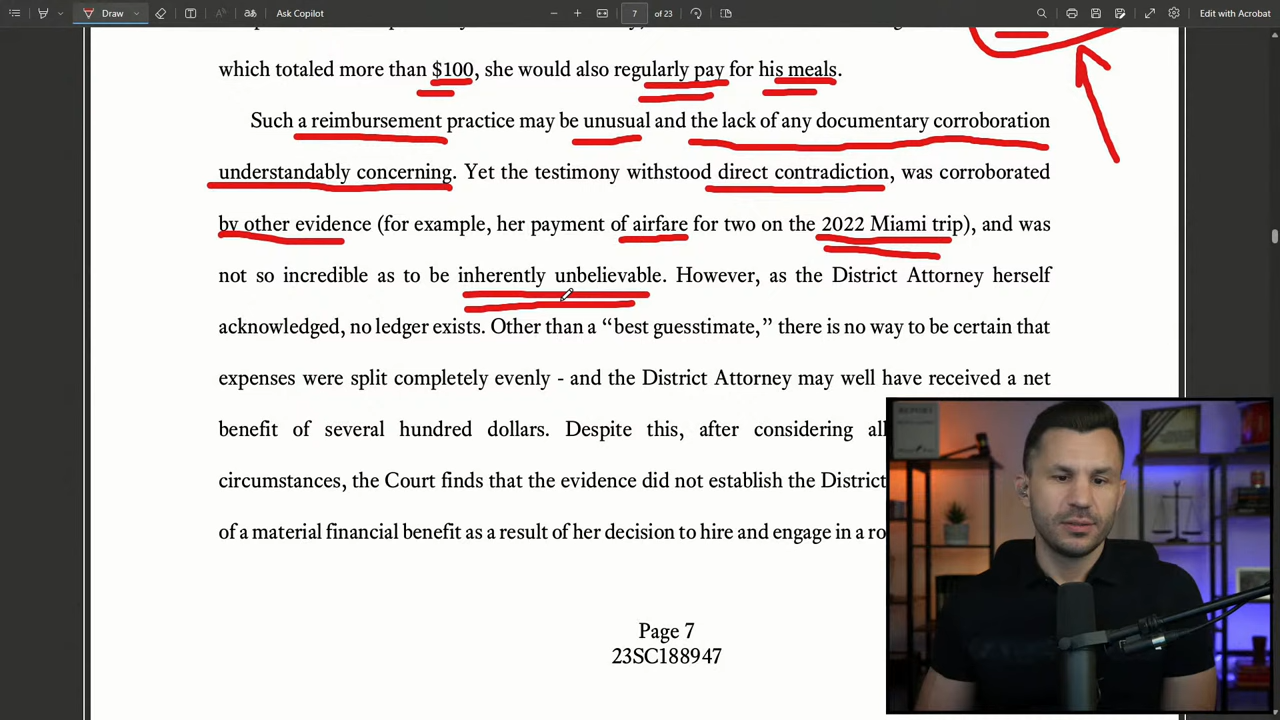 Draw
Ask Copilot
7 of 23
Edit with Acrobat
which totaled more than $100, she would also regularly pay for his meals.
Such a reimbursement practice may be unusual and the lack of any documentary corroboration
understandably concerning. Yet the testimony withstood direct contradiction, was corroborated
by other evidence (for example, her payment of airfare for two on the 2022 Miami trip), and was
not so incredible as to be inherently unbelievable. However, as the District Attorney herself
acknowledged, no ledger exists. Other than a “best guesstimate,” there is no way to be certain that
expenses were split completely evenly - and the District Attorney may well have received a net
benefit of several hundred dollars. Despite this, after considering all
circumstances, the Court finds that the evidence did not establish the District
of a material financial benefit as a result of her decision to hire and engage in a ro
Page 7
23SC188947